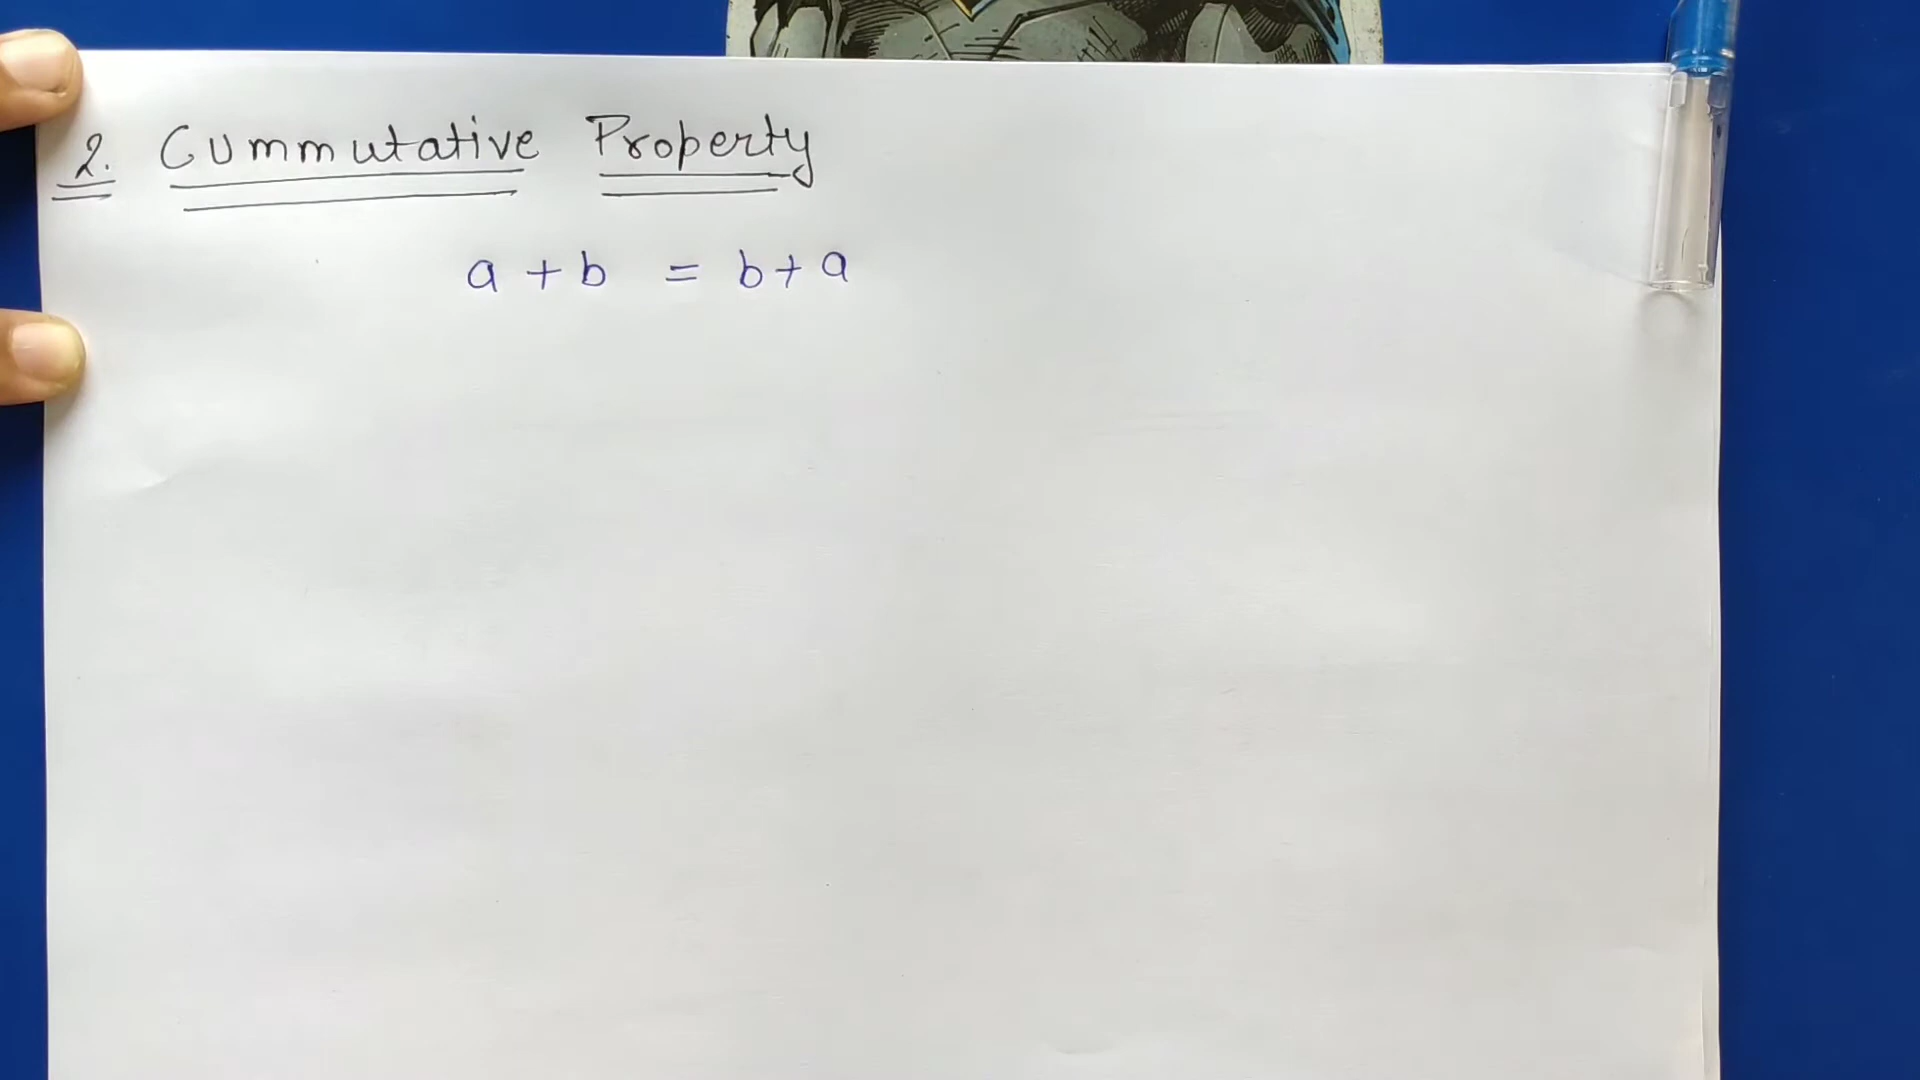 2. Cummutative Property
a + b = b + a